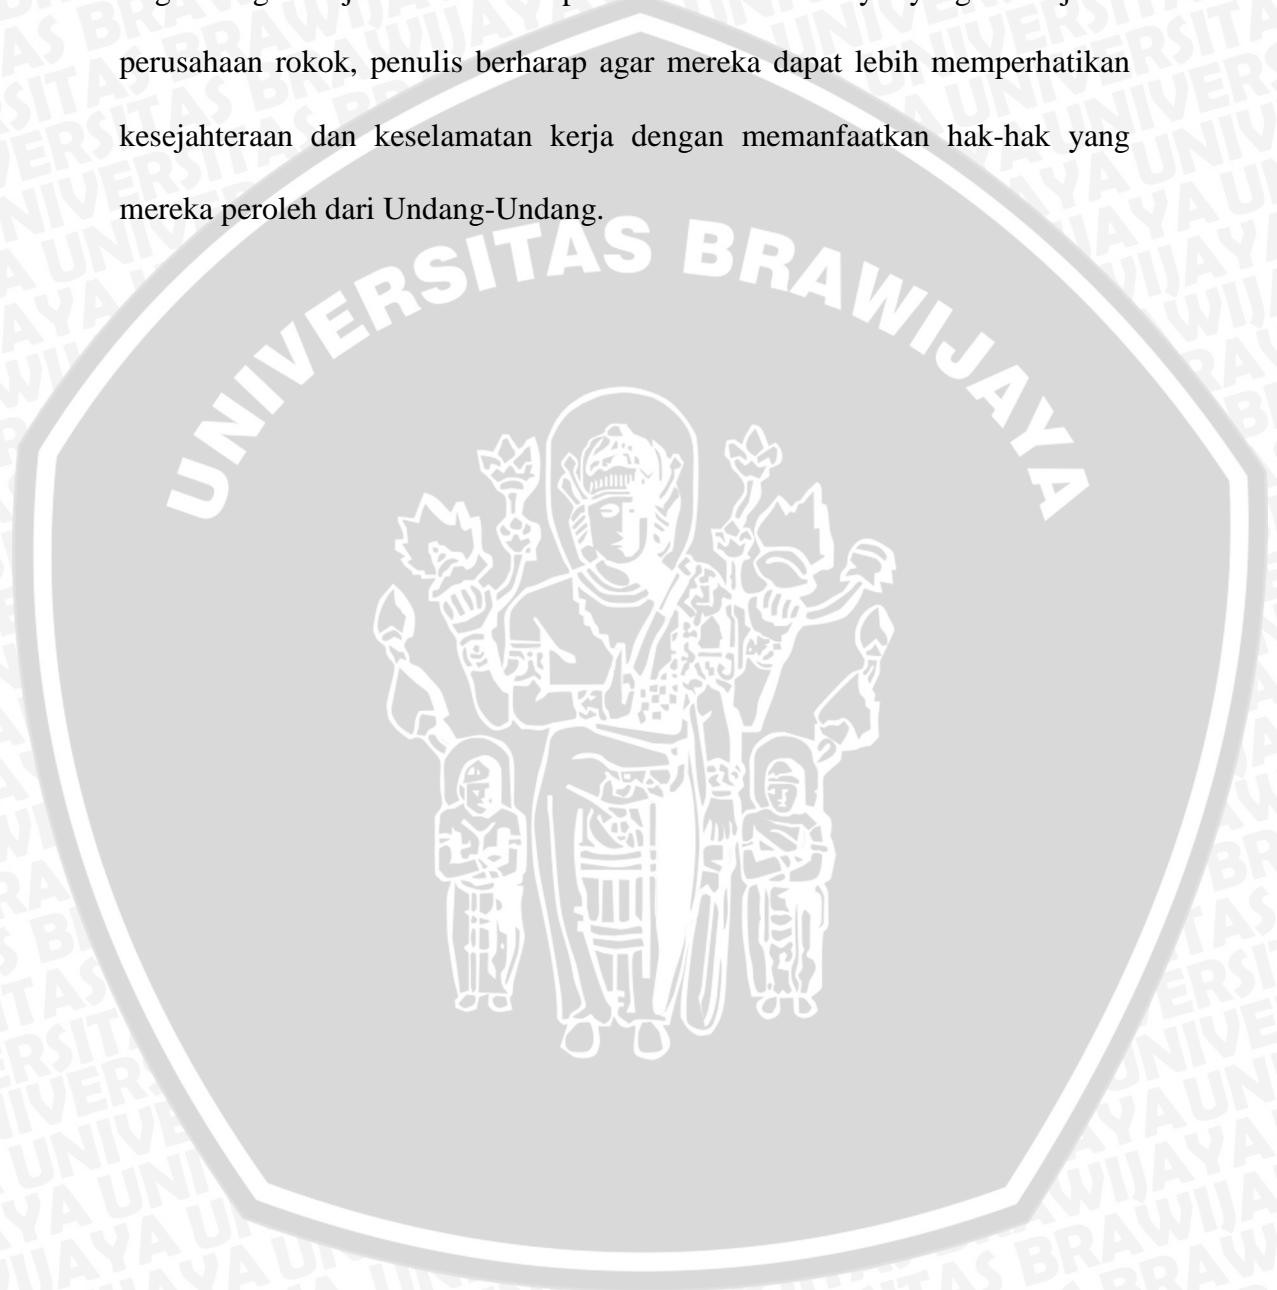 perusahaan rokok, penulis berharap agar mereka dapat lebih memperhatikan
kesejahteraan dan keselamatan kerja dengan memanfaatkan hak-hak yang
mereka peroleh dari Undang-Undang.
UNIVERSITAS BRAWIJAYA